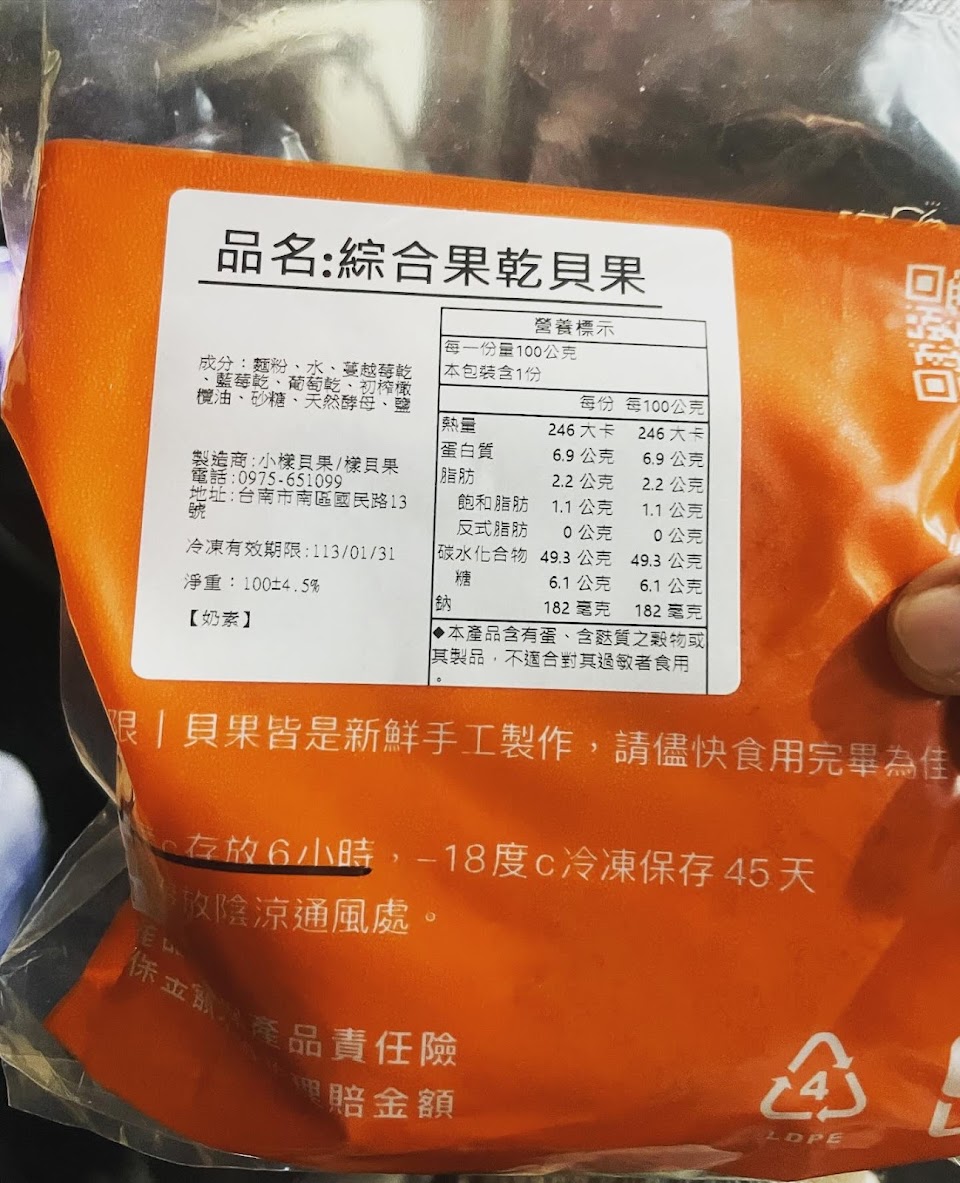 品名:綜合果乾貝果
成分：麵粉、水、蔓越莓乾
、藍莓乾、葡萄乾、初榨橄
欖油、砂糖、天然酵母、鹽
製造商:小樣貝果/樣貝果
電話:0975-651099
地址:台南市南區國民路13
號
冷凍有效期限:113/01/31
淨重：100±4.5%
【奶素】
營養標示
每一份量100公克
本包裝含1份
每份 每100公克
熱量 246 大卡 246 大卡
蛋白質 6.9 公克 6.9 公克
脂肪 2.2 公克 2.2 公克
飽和脂肪 1.1 公克 1.1 公克
反式脂肪 0 公克 0 公克
碳水化合物 49.3 公克 49.3 公克
糖 6.1 公克 6.1 公克
鈉 182 毫克 182 毫克
◆本產品含有蛋、含麩質之穀物或
其製品，不適合對其過敏者食用
。
限｜貝果皆是新鮮手工製作，請儘快食用完畢為佳
c存放6小時，-18度c冷凍保存45天
放陰涼通風處。
產品責任險
保金額
理賠金額
4
LDPE